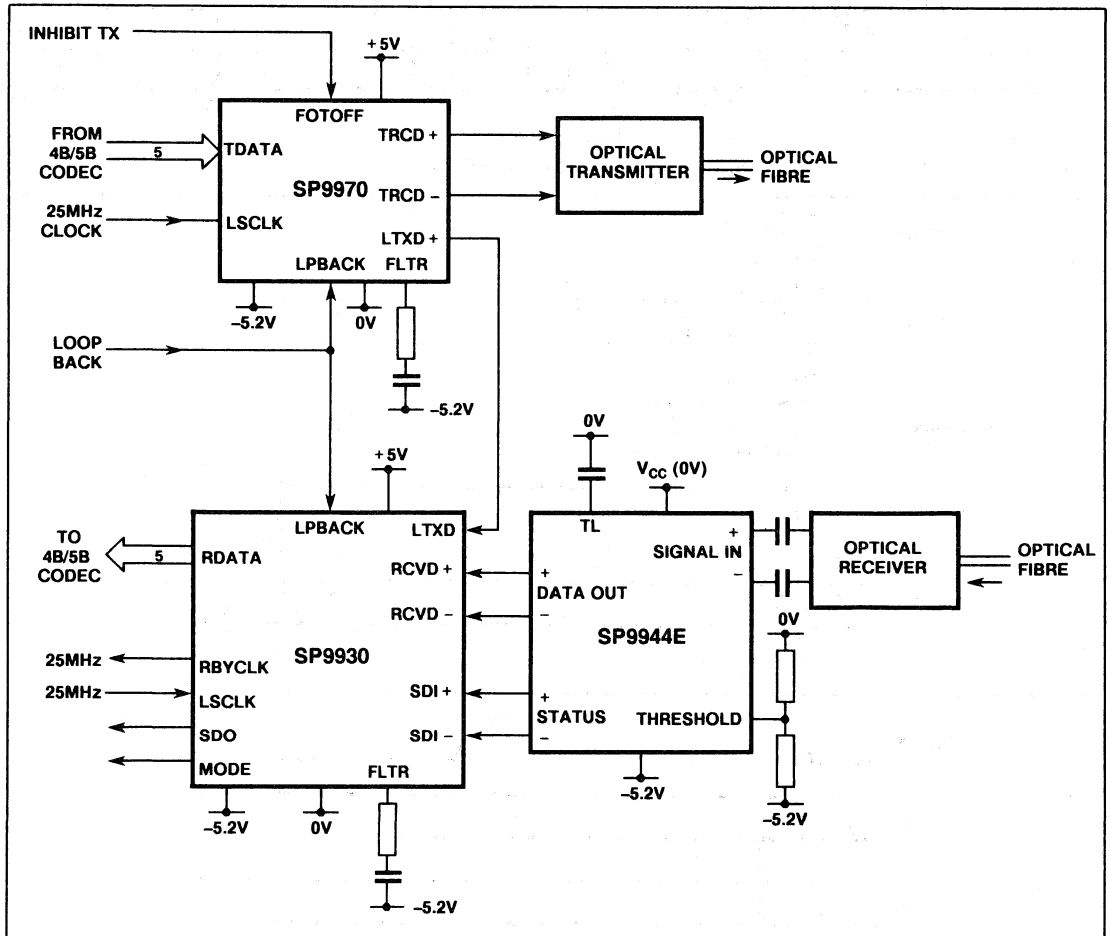 INHIBIT TX
+5V
FOTOFF
FROM
4B/5B
CODEC
5
TDATA
TRCD +
SP9970
TRCD –
25MHz
CLOCK
LSCLK
LTXD +
LPBACK
FLTR
OPTICAL
TRANSMITTER
OPTICAL
FIBRE
–5.2V
0V
–5.2V
LOOP
BACK
+5V
LPBACK
LTXD
TO
4B/5B
CODEC
5
RDATA
RCVD +
RCVD –
SP9930
25MHz
RBYCLK
25MHz
LSCLK
SDI +
SDO
SDI –
MODE
FLTR
–5.2V
0V
–5.2V
0V
VCC (0V)
TL
+
SIGNAL IN
–
+
DATA OUT
–
SP9944E
+
STATUS
–
THRESHOLD
–5.2V
OPTICAL
RECEIVER
OPTICAL
FIBRE
0V
–5.2V